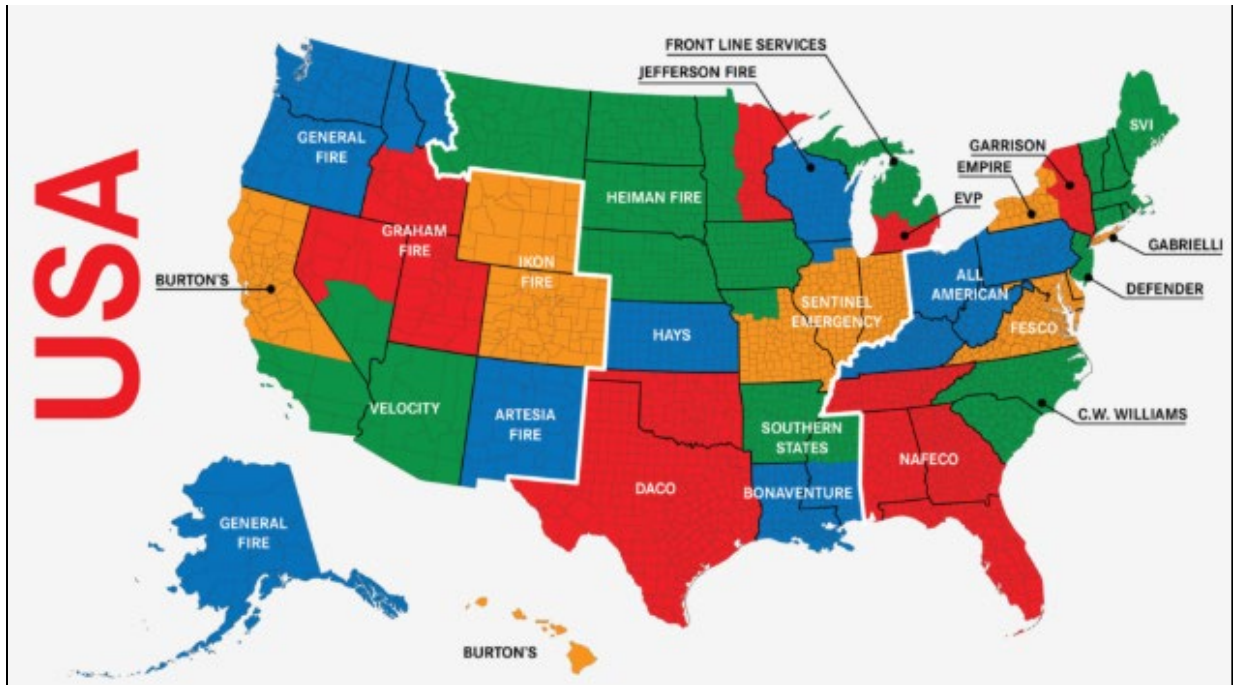 USA
FRONT LINE SERVICES
JEFFERSON FIRE
SVI
GENERAL
FIRE
GARRISON
EMPIRE
HEIMAN FIRE
EVP
GRAHAM
FIRE
GABRIELLI
IKON
FIRE
BURTON'S
ALL
AMERICAN
DEFENDER
SENTINEL
EMERGENCY
FESCO
HAYS
VELOCITY
ARTESIA
FIRE
C.W. WILLIAMS
SOUTHERN
STATES
NAFECO
DACO
BONAVENTURE
GENERAL
FIRE
BURTON'S